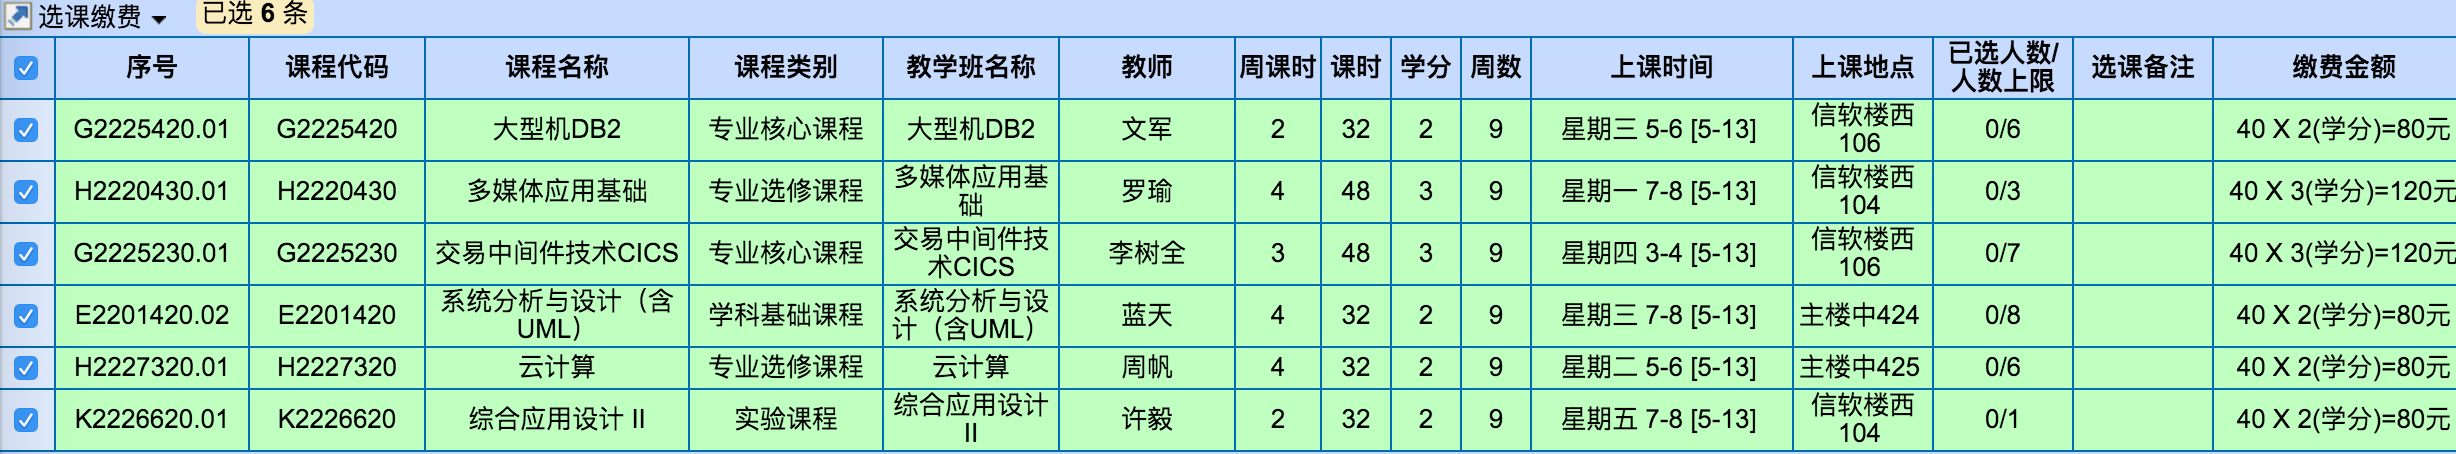 选课缴费 已选 6 条
序号 课程代码 课程名称 课程类别 教学班名称 教师 周课时 课时 学分 周数 上课时间 上课地点 已选人数/人数上限 选课备注 缴费金额
G2225420.01 G2225420 大型机DB2 专业核心课程 大型机DB2 文军 2 32 2 9 星期三 5-6 [5-13] 信软楼西106 0/6 40 X 2(学分)=80元
H2220430.01 H2220430 多媒体应用基础 专业选修课程 多媒体应用基础 罗瑜 4 48 3 9 星期一 7-8 [5-13] 信软楼西104 0/3 40 X 3(学分)=120元
G2225230.01 G2225230 交易中间件技术CICS 专业核心课程 交易中间件技术CICS 李树全 3 48 3 9 星期四 3-4 [5-13] 信软楼西106 0/7 40 X 3(学分)=120元
E2201420.02 E2201420 系统分析与设计（含UML） 学科基础课程 系统分析与设计（含UML） 蓝天 4 32 2 9 星期三 7-8 [5-13] 主楼中424 0/8 40 X 2(学分)=80元
H2227320.01 H2227320 云计算 专业选修课程 云计算 周帆 4 32 2 9 星期二 5-6 [5-13] 主楼中425 0/6 40 X 2(学分)=80元
K2226620.01 K2226620 综合应用设计 II 实验课程 综合应用设计 II 许毅 2 32 2 9 星期五 7-8 [5-13] 信软楼西104 0/1 40 X 2(学分)=80元